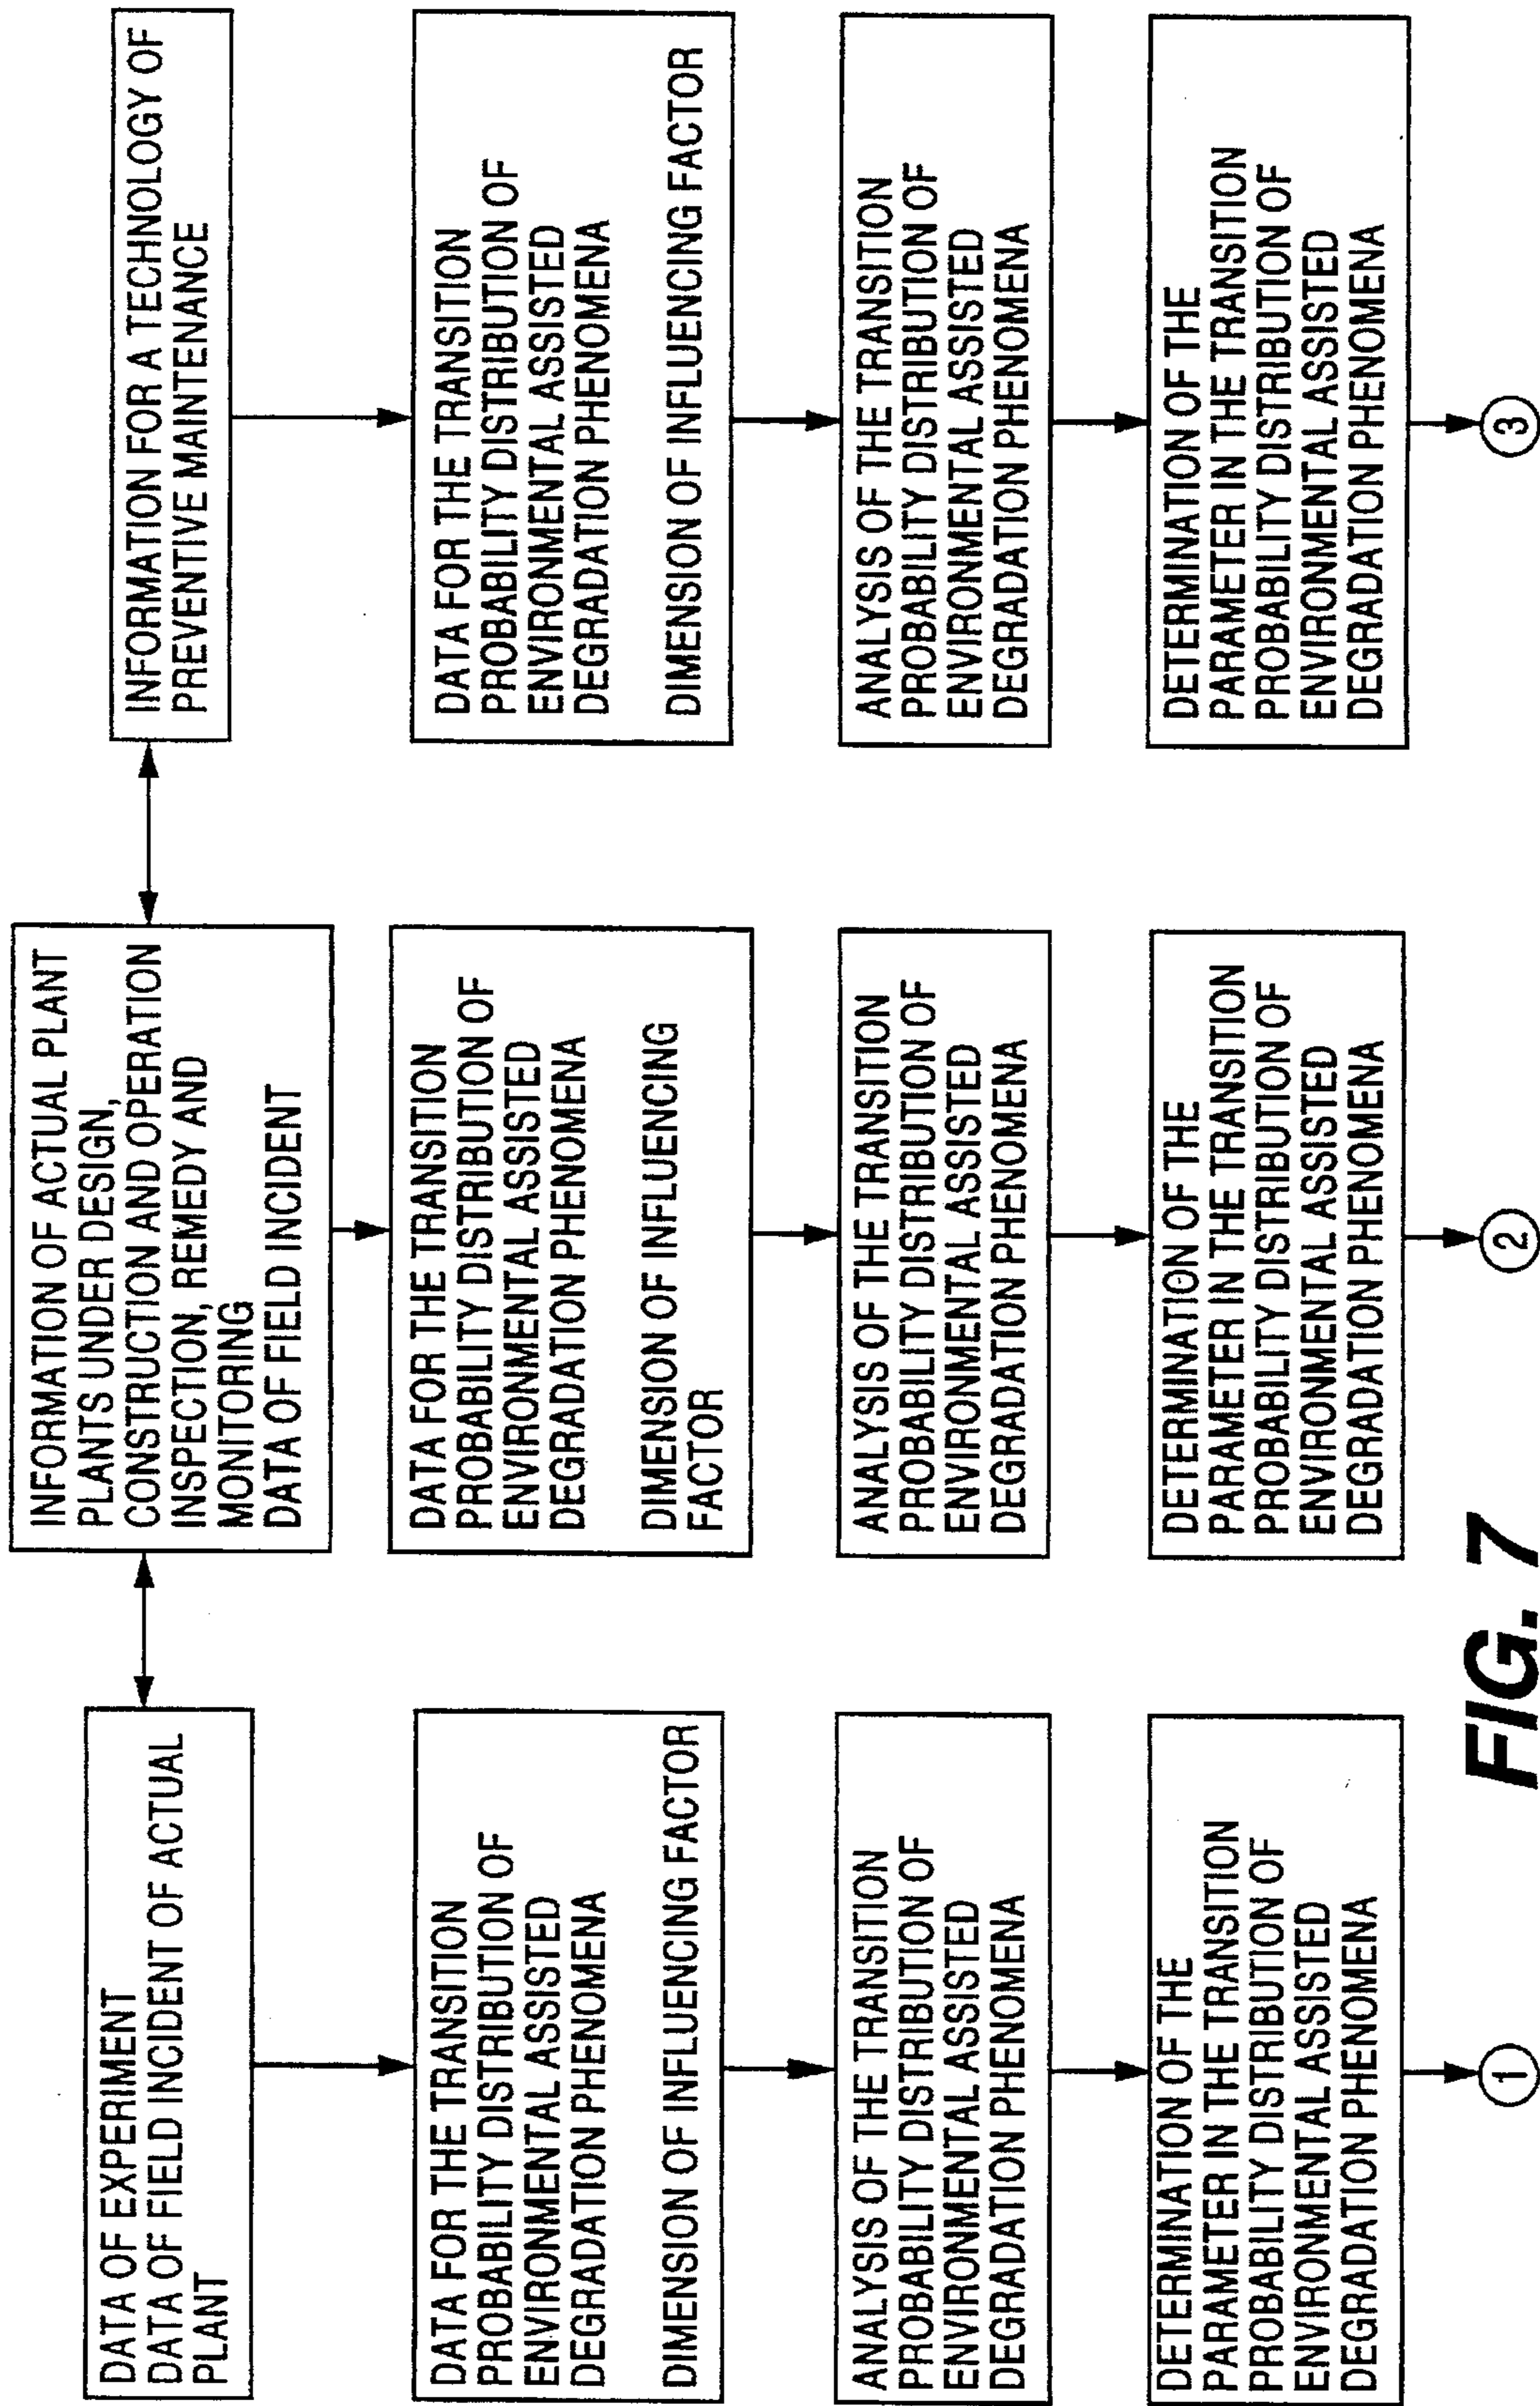 DATA OF EXPERIMENT
DATA OF FIELD INCIDENT OF ACTUAL
PLANT
DATA FOR THE TRANSITION
PROBABILITY DISTRIBUTION OF
ENVIRONMENTAL ASSISTED
DEGRADATION PHENOMENA
DIMENSION OF INFLUENCING FACTOR
ANALYSIS OF THE TRANSITION
PROBABILITY DISTRIBUTION OF
ENVIRONMENTAL ASSISTED
DEGRADATION PHENOMENA
DETERMINATION OF THE
PARAMETER IN THE TRANSITION
PROBABILITY DISTRIBUTION OF
ENVIRONMENTAL ASSISTED
DEGRADATION PHENOMENA
1
INFORMATION OF ACTUAL PLANT
PLANTS UNDER DESIGN,
CONSTRUCTION AND OPERATION
INSPECTION, REMEDY AND
MONITORING
DATA OF FIELD INCIDENT
DATA FOR THE TRANSITION
PROBABILITY DISTRIBUTION OF
ENVIRONMENTAL ASSISTED
DEGRADATION PHENOMENA
DIMENSION OF INFLUENCING
FACTOR
ANALYSIS OF THE TRANSITION
PROBABILITY DISTRIBUTION OF
ENVIRONMENTAL ASSISTED
DEGRADATION PHENOMENA
DETERMINATION OF THE
PARAMETER IN THE TRANSITION
PROBABILITY DISTRIBUTION OF
ENVIRONMENTAL ASSISTED
DEGRADATION PHENOMENA
2
INFORMATION FOR A TECHNOLOGY OF
PREVENTIVE MAINTENANCE
DATA FOR THE TRANSITION
PROBABILITY DISTRIBUTION OF
ENVIRONMENTAL ASSISTED
DEGRADATION PHENOMENA
DIMENSION OF INFLUENCING FACTOR
ANALYSIS OF THE TRANSITION
PROBABILITY DISTRIBUTION OF
ENVIRONMENTAL ASSISTED
DEGRADATION PHENOMENA
DETERMINATION OF THE
PARAMETER IN THE TRANSITION
PROBABILITY DISTRIBUTION OF
ENVIRONMENTAL ASSISTED
DEGRADATION PHENOMENA
3
FIG. 7